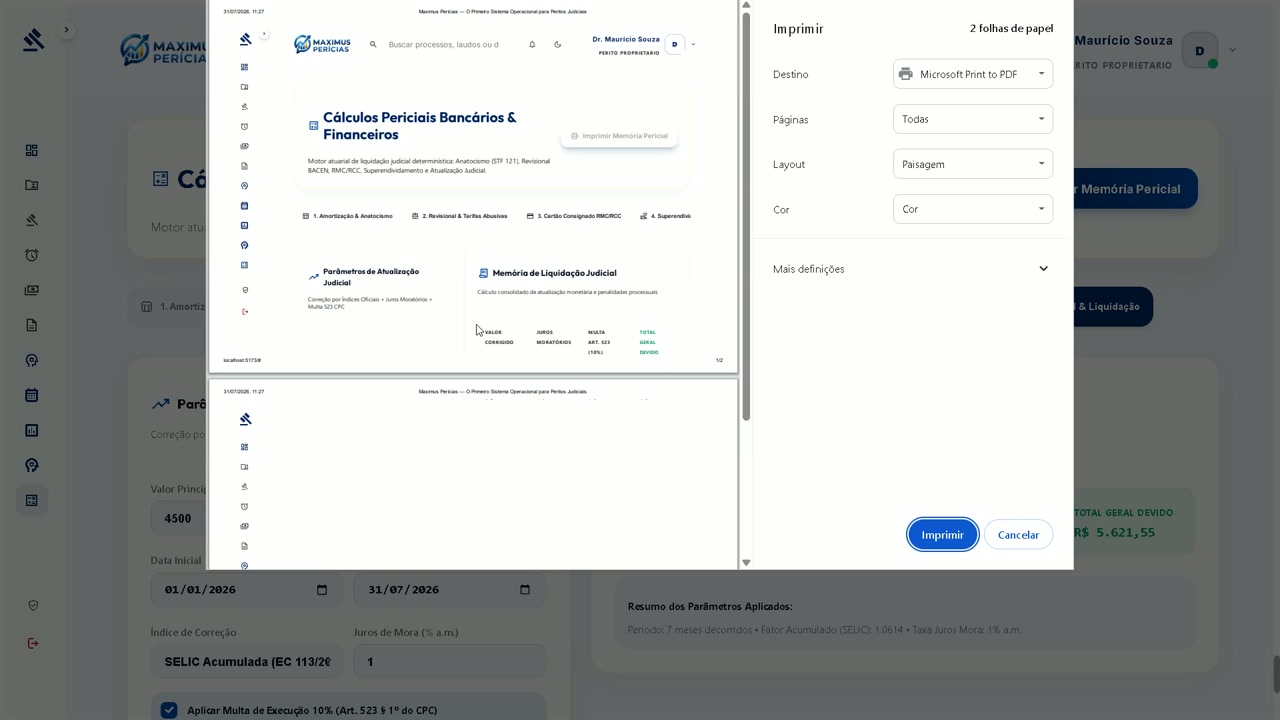 31/07/2026, 11:27
Maximus Perícias — O Primeiro Sistema Operacional para Peritos Judiciais
MAXIMUS
PERÍCIAS
Buscar processos, laudos ou d
Dr. Maurício Souza
PERITO PROPRIETARIO
D
Cálculos Periciais Bancários &
Financeiros
Imprimir Memória Pericial
Motor atuarial de liquidação judicial determinística: Anatocismo (STF 121), Revisional
BACEN, RMC/RCC, Superendividamento e Atualização Judicial.
1. Amortização & Anatocismo
2. Revisional & Tarifas Abusivas
3. Cartão Consignado RMC/RCC
4. Superendivi
Parâmetros de Atualização
Judicial
Correção por Índices Oficiais + Juros Moratórios +
Multa 523 CPC
Memória de Liquidação Judicial
Cálculo consolidado de atualização monetária e penalidades processuais
VALOR
CORRIGIDO
JUROS
MORATÓRIOS
MULTA
ART. 523
(10%)
TOTAL
GERAL
DEVIDO
localhost:5173/#
1/2
31/07/2026, 11:27
Maximus Perícias — O Primeiro Sistema Operacional para Peritos Judiciais
Imprimir
2 folhas de papel
Destino
Microsoft Print to PDF
Páginas
Todas
Layout
Paisagem
Cor
Cor
Mais definições
Imprimir
Cancelar
MAXIMU
PERÍCIAS
Dr. Maurício Souza
PERITO PROPRIETARIO
D
Cá
r Memória Pericial
Motor atua
1. Amortiz
l & Liquidação
Parâ
Correção po
Valor Princip
4500
Data Inicial
01/01/2026
31/07/2026
Índice de Correção
Juros de Mora (% a.m.)
SELIC Acumulada (EC 113/2
1
Aplicar Multa de Execução 10% (Art. 523 § 1º do CPC)
TOTAL GERAL DEVIDO
R$ 5.621,55
Resumo dos Parâmetros Aplicados:
Período: 7 meses decorridos • Fator Acumulado (SELIC): 1.0614 • Taxa Juros Mora: 1% a.m.